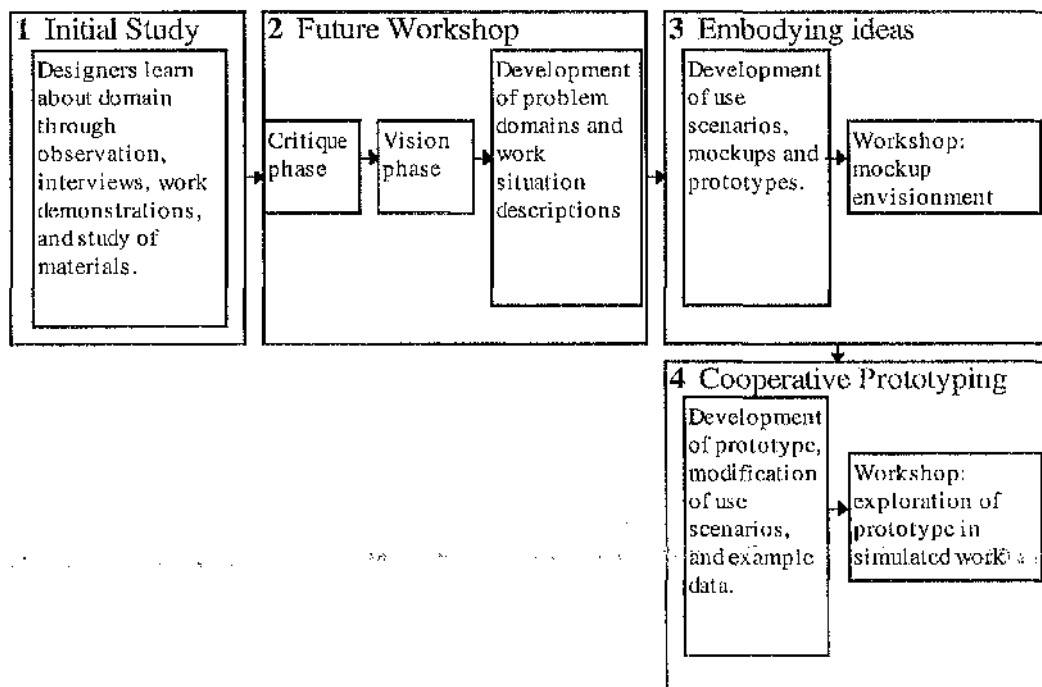 1 Initial Study
Designers learn
about domain
through
observation,
interviews, work
demonstrations,
and study of
materials.
2 Future Workshop
Critique
phase
Vision
phase
Development
of problem
domains and
work
situation
descriptions
3 Embodying ideas
Development
of use
scenarios,
mockups and
prototypes.
Workshop:
mockup
envisionment
4 Cooperative Prototyping
Development
of prototype,
modification
of use
scenarios,
and example
data.
Workshop:
exploration of
prototype in
simulated work